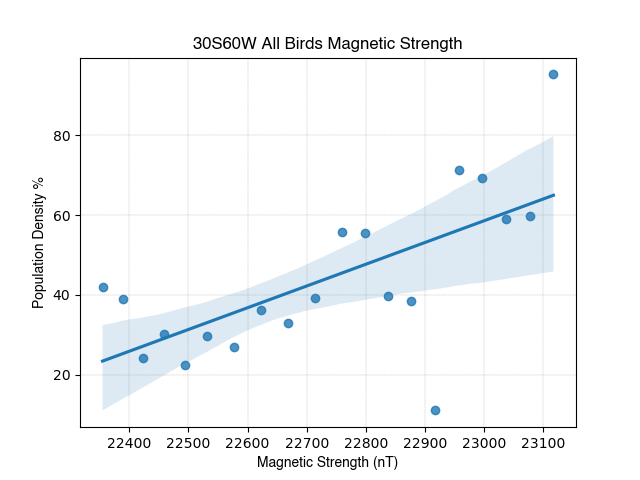 30S60W All Birds Magnetic Strength
80
60
40
20
Population Density %
22400 22500 22600 22700 22800 22900 23000 23100
Magnetic Strength (nT)